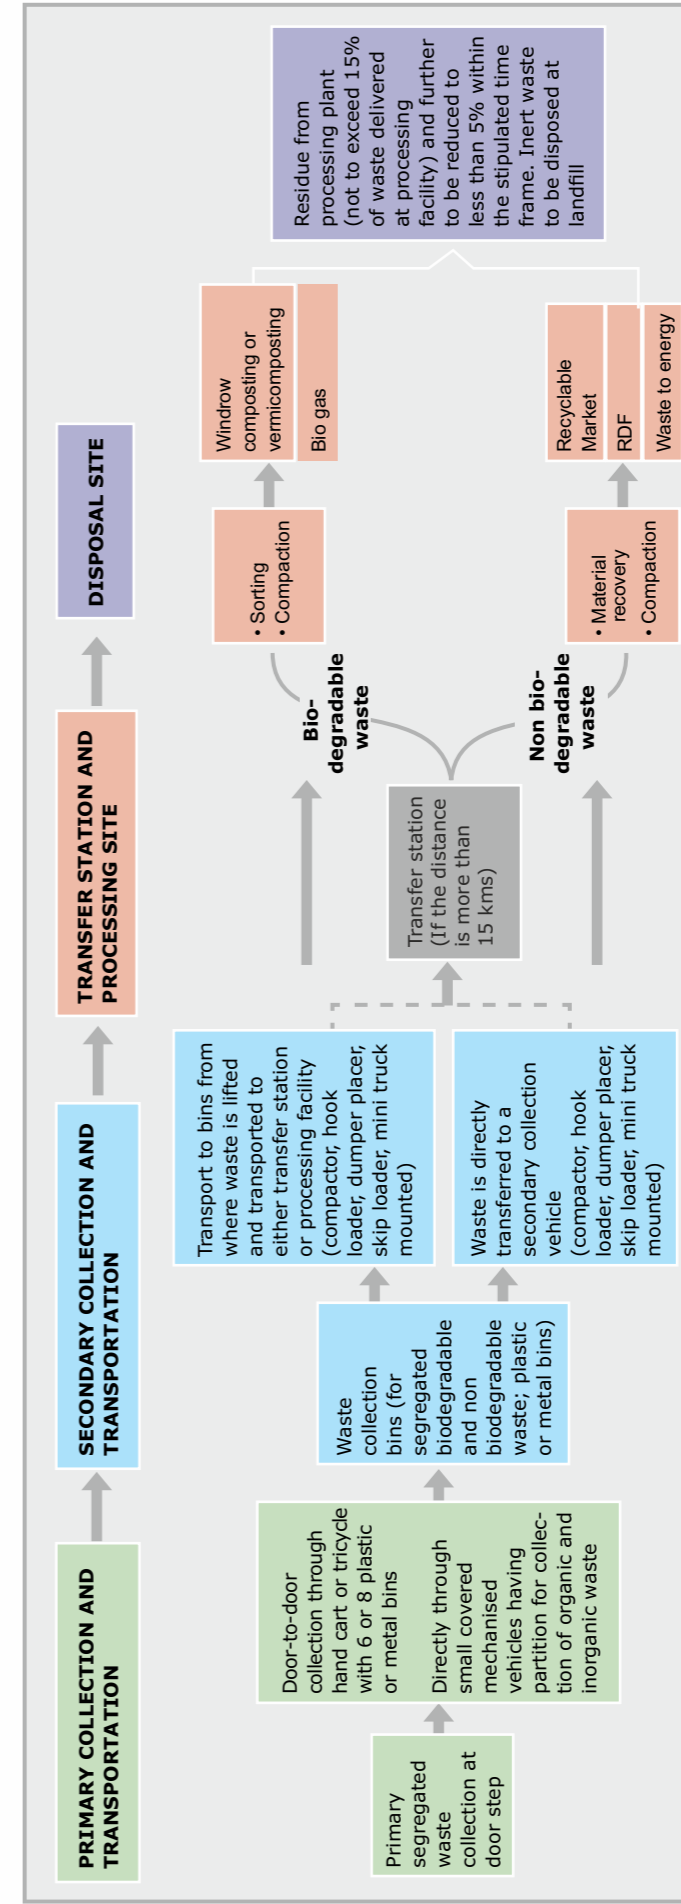 PRIMARY COLLECTION AND
TRANSPORTATION
SECONDARY COLLECTION AND
TRANSPORTATION
TRANSFER STATION AND
PROCESSING SITE
DISPOSAL SITE
Primary
segregated
waste
collection at
door step
Door-to-door
collection through
hand cart or tricycle
with 6 or 8 plastic
or metal bins
Directly through
small covered
mechanised
vehicles having
partition for collec-
tion of organic and
inorganic waste
Waste
collection
bins (for
segregated
biodegradable
and non
biodegradable
waste; plastic
or metal bins)
Transport to bins from
where waste is lifted
and transported to
either transfer station
or processing facility
(compactor, hook
loader, dumper placer,
skip loader, mini truck
mounted)
Waste is directly
transferred to a
secondary collection
vehicle
(compactor, hook
loader, dumper placer,
skip loader, mini truck
mounted)
Transfer station
(If the distance
is more than
15 kms)
Bio-
degradable
waste
Non bio-
degradable
waste
• Sorting
• Compaction
• Material
recovery
• Compaction
Windrow
composting or
vermicomposting
Bio gas
Recyclable
Market
RDF
Waste to energy
Residue from
processing plant
(not to exceed 15%
of waste delivered
at processing
facility) and further
to be reduced to
less than 5% within
the stipulated time
frame. Inert waste
to be disposed at
landfill